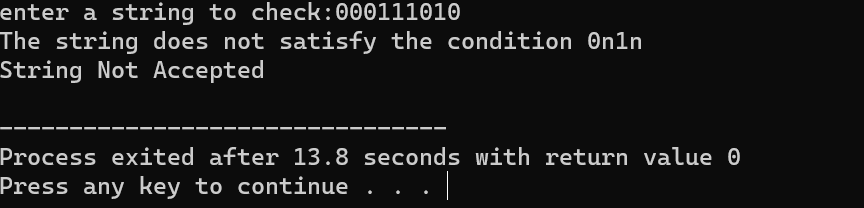 enter a string to check:000111010
The string does not satisfy the condition 0n1n
String Not Accepted
--------------------------------
Process exited after 13.8 seconds with return value 0
Press any key to continue . . .